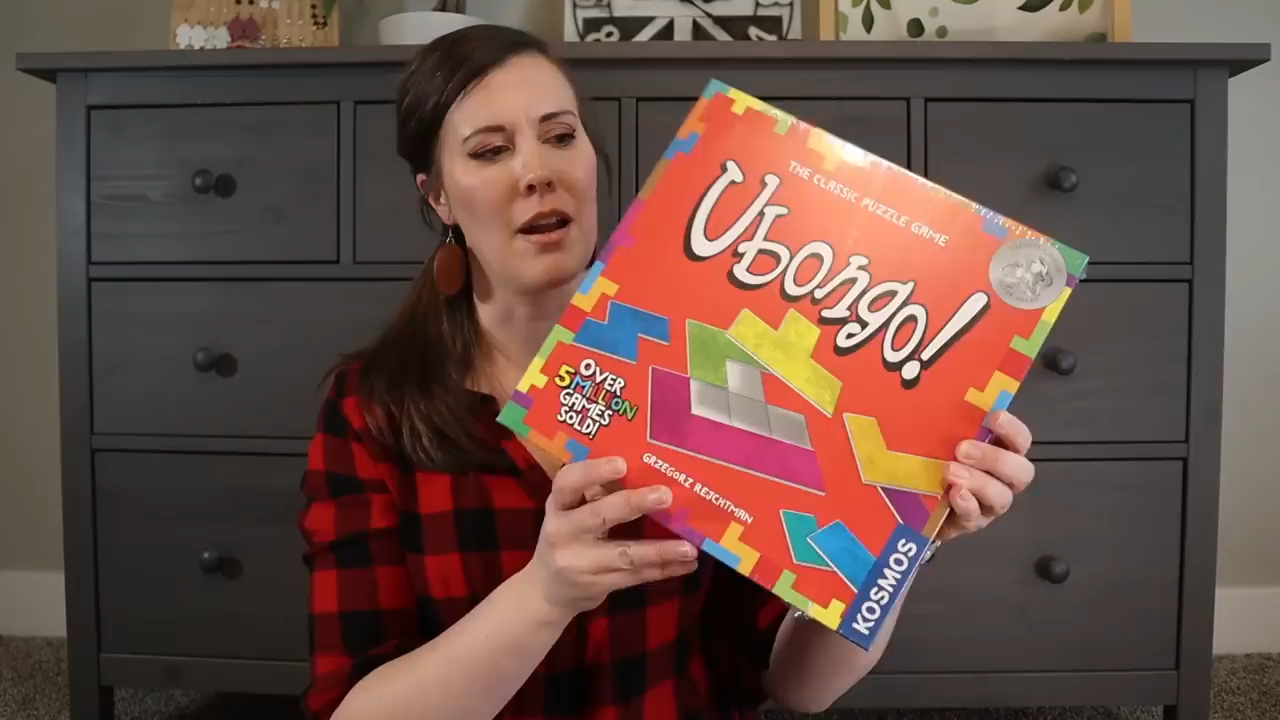 THE CLASSIC PUZZLE GAME
Ubongo!
OVER
5 MILLION
GAMES
SOLD!
GRZEGORZ REJCHTMAN
KOSMOS